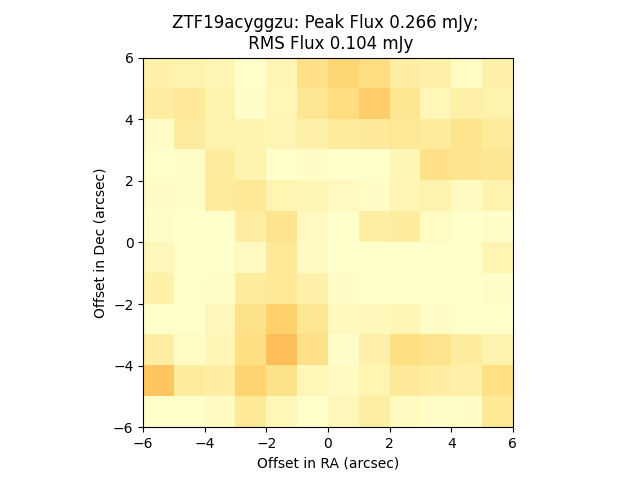 ZTF19acyggzu: Peak Flux 0.266 mJy;
RMS Flux 0.104 mJy
6
4
2
0
−2
−4
−6
Offset in Dec (arcsec)
−6 −4 −2 0 2 4 6
Offset in RA (arcsec)